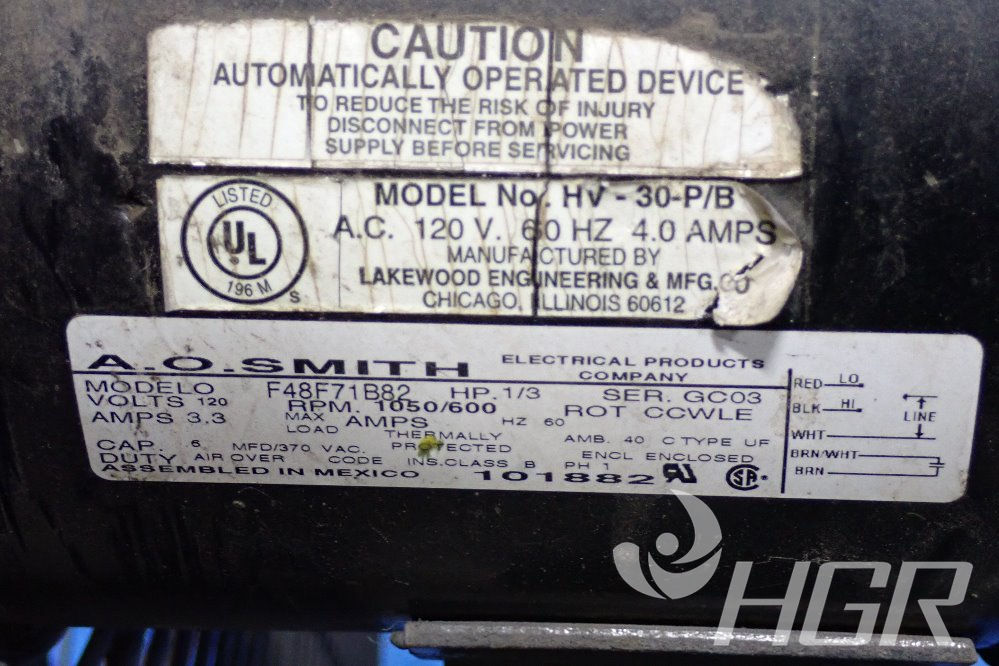 CAUTION
AUTOMATICALLY OPERATED DEVICE
TO REDUCE THE RISK OF INJURY
DISCONNECT FROM POWER
SUPPLY BEFORE SERVICING
LISTED
UL
196 M
S
MODEL No. HV - 30-P/B
A.C. 120 V. 60 HZ 4.0 AMPS
MANUFACTURED BY
LAKEWOOD ENGINEERING & MFG. CO
CHICAGO, ILLINOIS 60612
A.O.SMITH ELECTRICAL PRODUCTS
COMPANY
MODELO F48F71B82 HP. 1/3 SER. GC03
VOLTS 120 RPM. 1050/600 ROT CCWLE
AMPS 3.3 MAX LOAD AMPS HZ 60
THERMALLY PROTECTED AMB. 40 C TYPE UF
CAP. 6 MFD/370 VAC. ENCL ENCLOSED
DUTY AIR OVER CODE INS.CLASS B PH 1
ASSEMBLED IN MEXICO 101882
RED LO
BLK HI
LINE
WHT
BRN/WHT
BRN
HGR